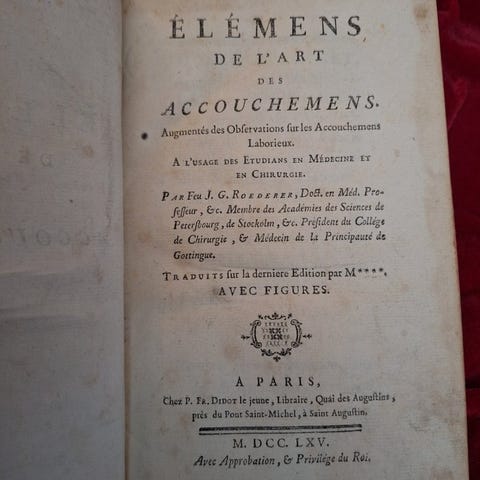 ÉLÉMENS
DE L'ART
DES
ACCOUCHEMENS.
Augmentés des Observations sur les Accouchemens
Laborieux.
A L'USAGE DES ETUDIANS EN MÉDECINE ET
EN CHIRURGIE.
PAR Feu J. G. ROEDERER, Doct. en Méd. Pro-
fesseur, &c. Membre des Académies des Sciences de
Petersbourg, de Stockolm, &c. Président du Collége
de Chirurgie, & Médecin de la Principauté de
Gottingue.
TRADUITS sur la derniere Edition par M****.
AVEC FIGURES.
A PARIS,
Chez P. FR. DIDOT le jeune, Libraire, Quai des Augustins,
près du Pont Saint-Michel, à Saint Augustin.
M. DCC. LXV.
Avec Approbation, & Privilége du Roi.